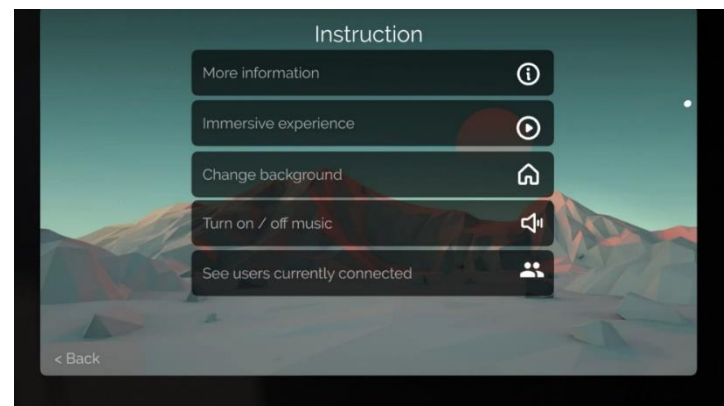 Instruction
More information
Immersive experience
Change background
Turn on / off music
See users currently connected
< Back